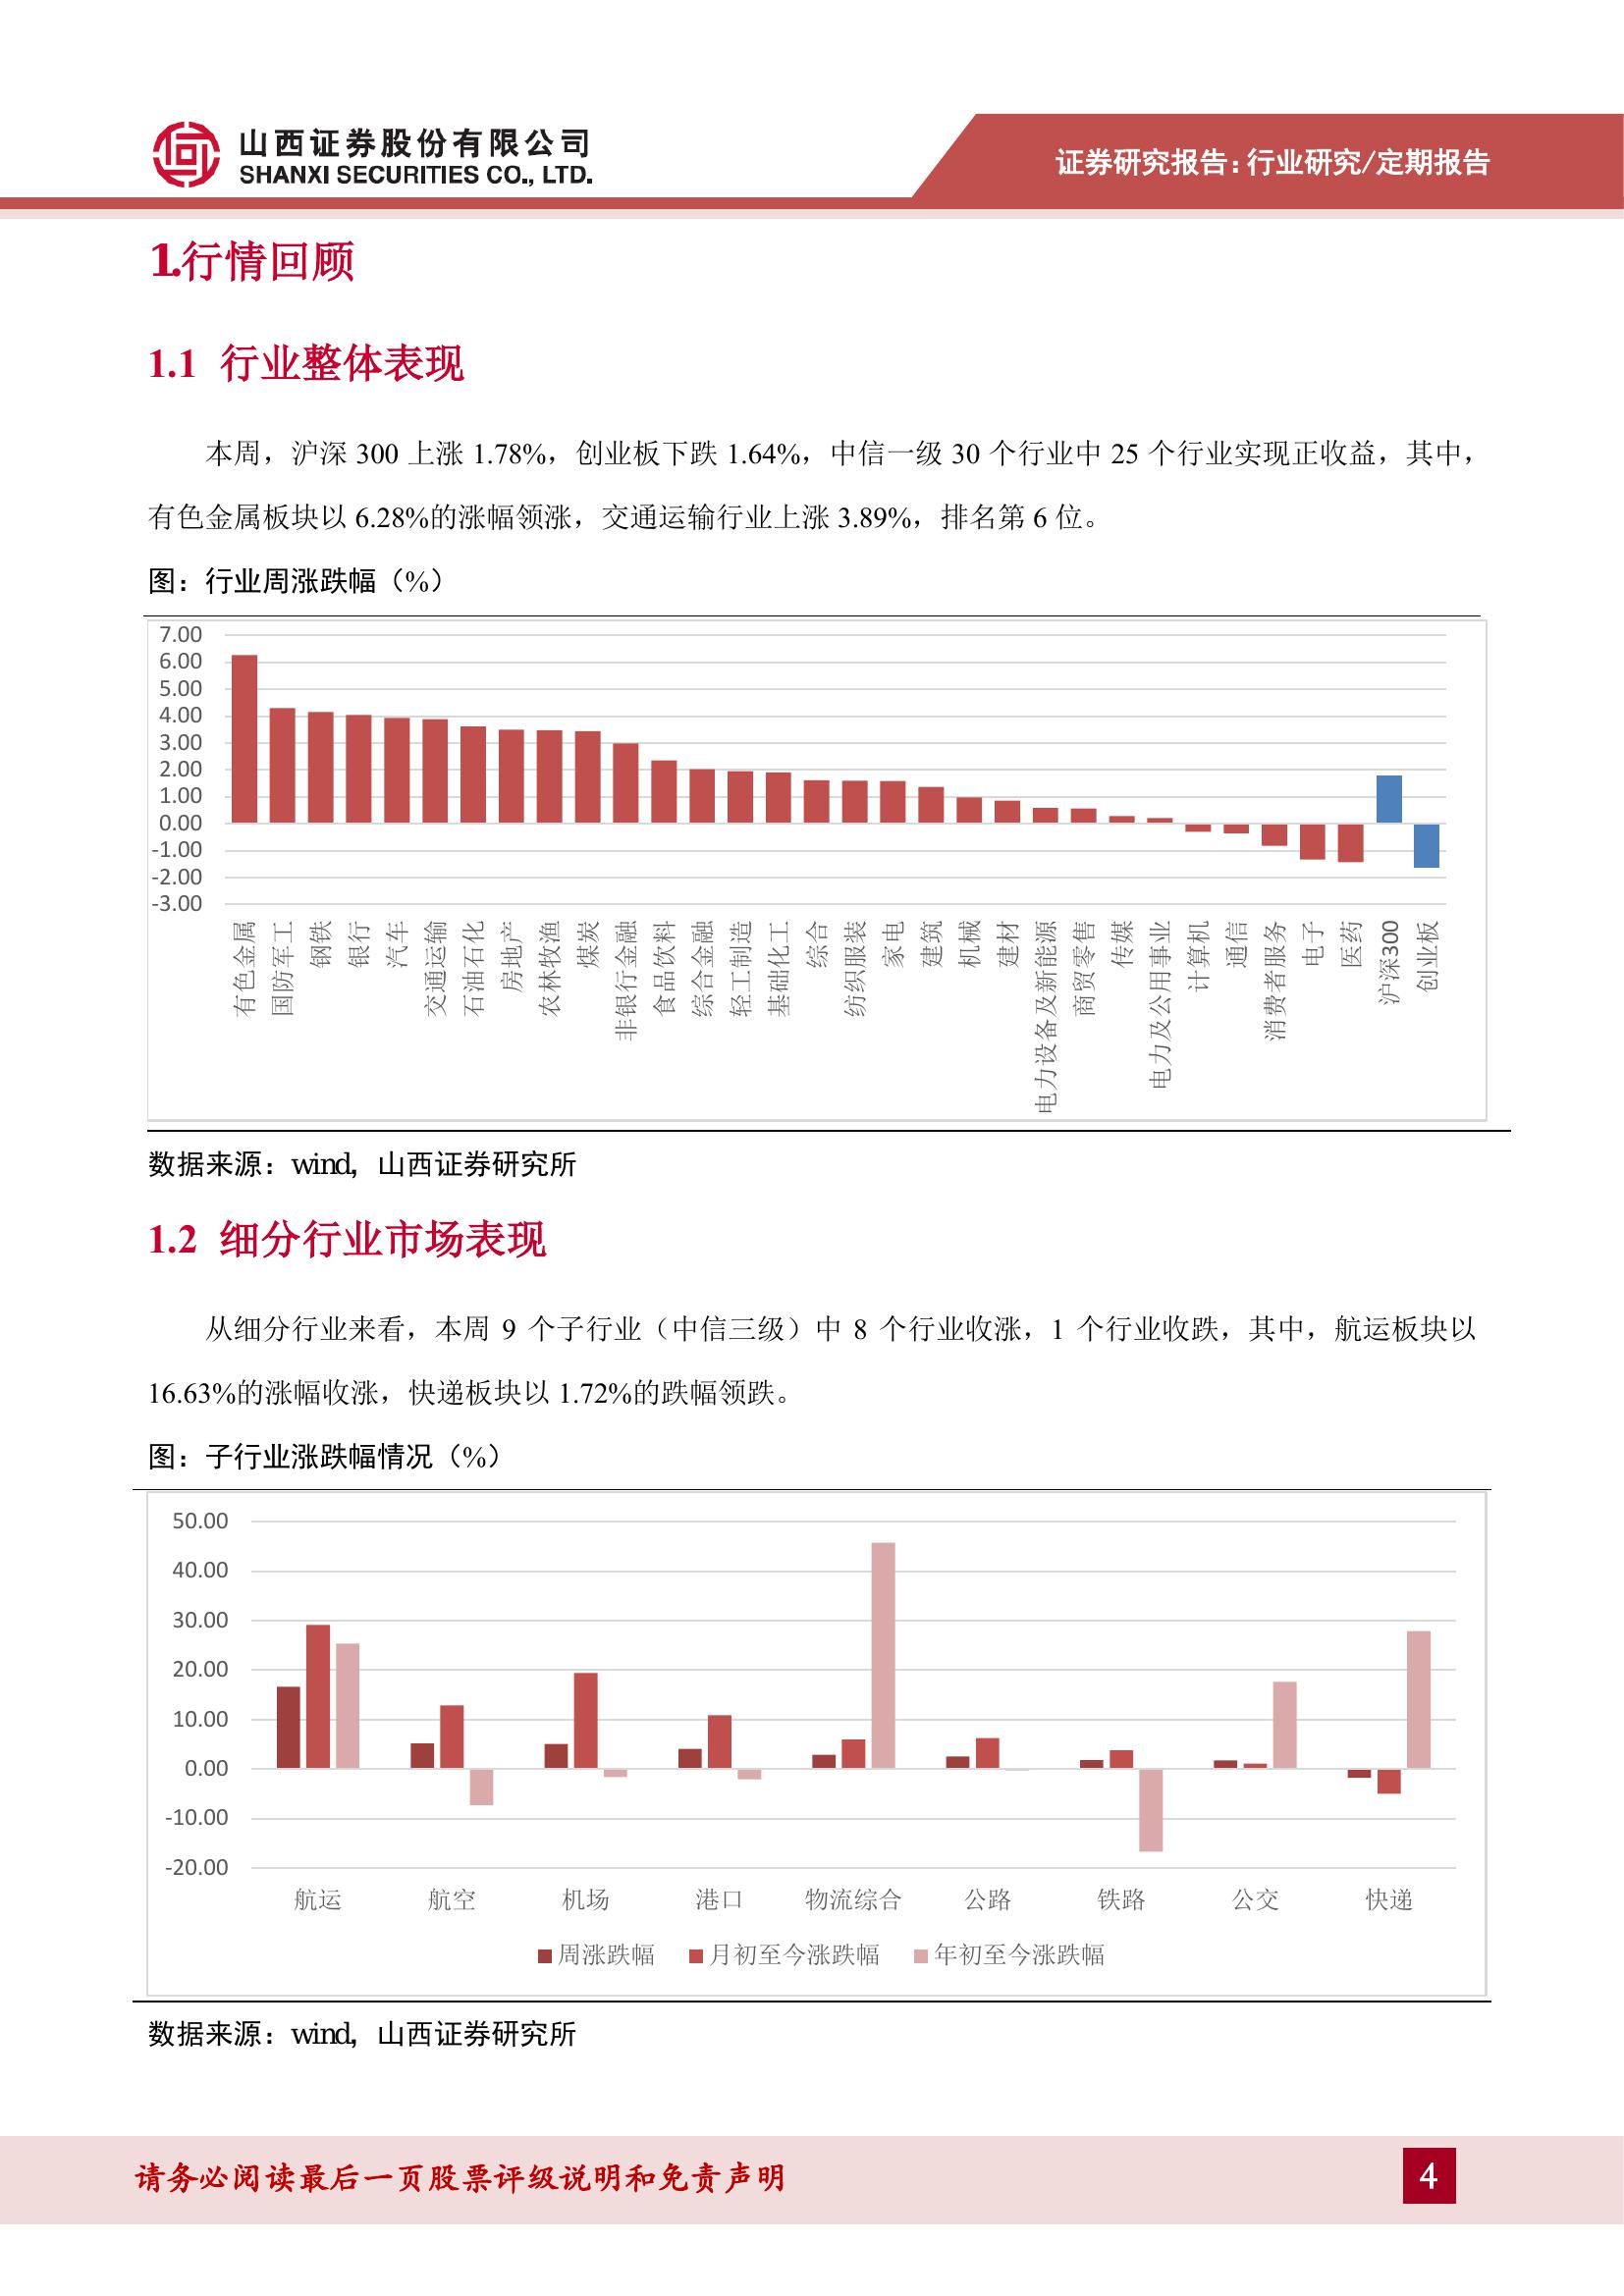 山西证券股份有限公司
SHANXI SECURITIES CO., LTD.
证券研究报告:行业研究/定期报告
1.行情回顾
1.1 行业整体表现
本周，沪深 300 上涨 1.78%，创业板下跌 1.64%，中信一级 30 个行业中 25 个行业实现正收益，其中，
有色金属板块以 6.28%的涨幅领涨，交通运输行业上涨 3.89%，排名第 6 位。
图：行业周涨跌幅（%）
7.00
6.00
5.00
4.00
3.00
2.00
1.00
0.00
-1.00
-2.00
-3.00
有色金属
国防军工
钢铁
银行
汽车
交通运输
石油石化
房地产
农林牧渔
煤炭
非银行金融
食品饮料
综合金融
轻工制造
基础化工
综合
纺织服装
家电
建筑
机械
建材
电力设备及新能源
商贸零售
传媒
电力及公用事业
计算机
通信
消费者服务
电子
医药
沪深300
创业板
数据来源：wind，山西证券研究所
1.2 细分行业市场表现
从细分行业来看，本周 9 个子行业（中信三级）中 8 个行业收涨，1 个行业收跌，其中，航运板块以
16.63%的涨幅收涨，快递板块以 1.72%的跌幅领跌。
图：子行业涨跌幅情况（%）
50.00
40.00
30.00
20.00
10.00
0.00
-10.00
-20.00
航运 航空 机场 港口 物流综合 公路 铁路 公交 快递
周涨跌幅 月初至今涨跌幅 年初至今涨跌幅
数据来源：wind，山西证券研究所
请务必阅读最后一页股票评级说明和免责声明
4